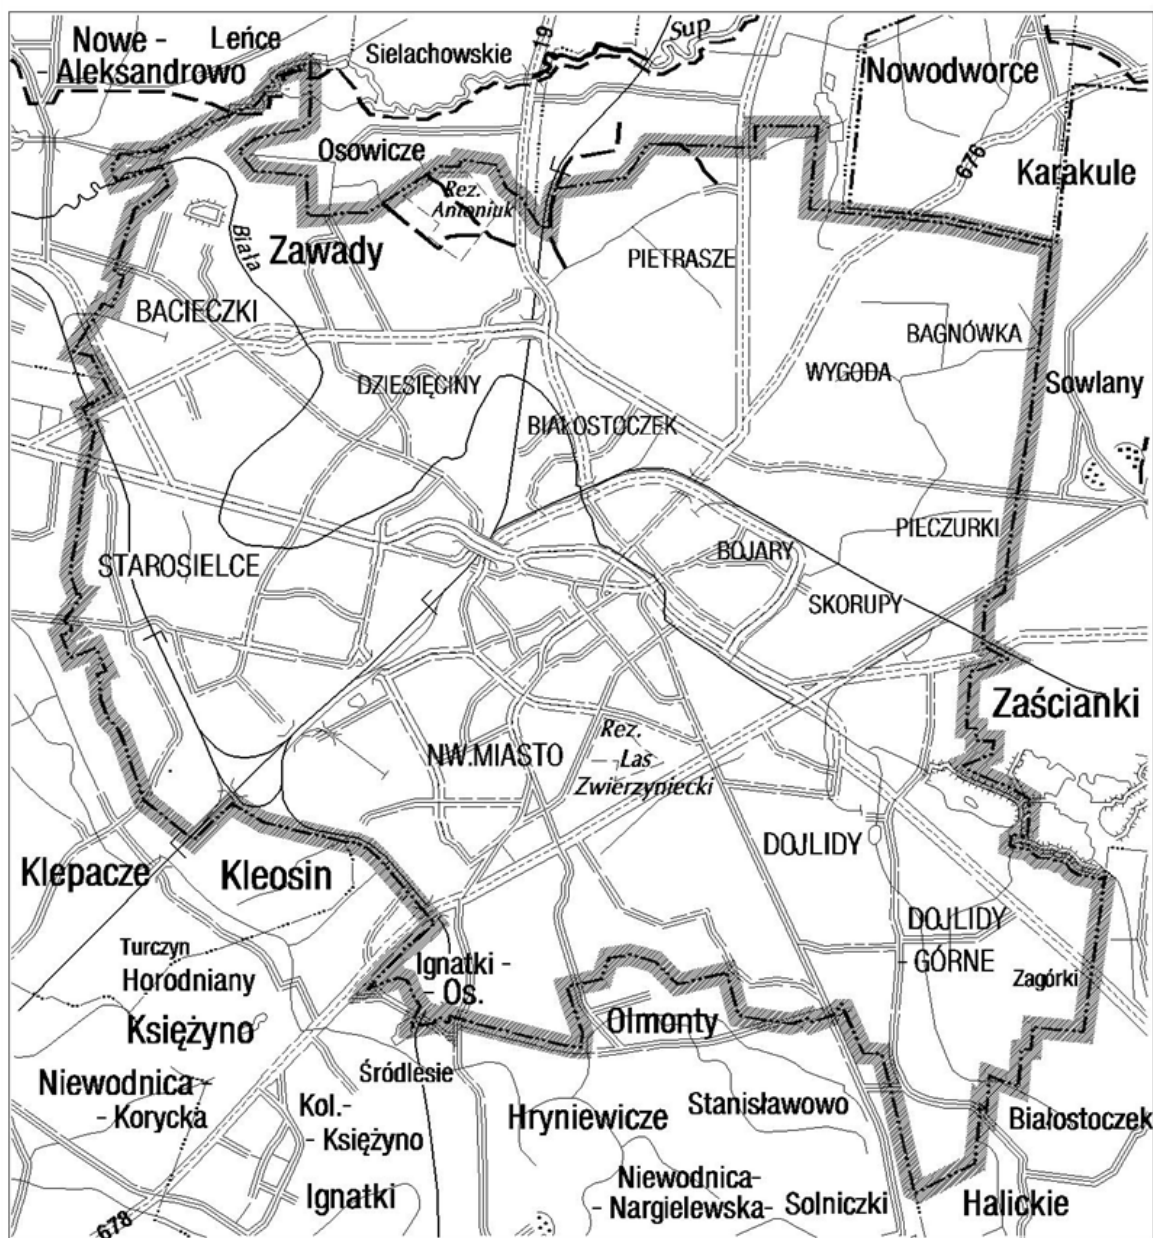 Nowe -
- Aleksandrowo
Leńce
Sielachowskie
19
Sup
Nowodworce
676
Karakule
Osowicze
Rez.
Antoniuk
Biała
Zawady
PIETRASZE
BACIECZKI
BAGNÓWKA
WYGODA
DZIESIĘCINY
Sowlany
BIAŁOSTOCZEK
PIECZURKI
BOJARY
STAROSIELCE
SKORUPY
Zaścianki
Rez.
Las
Zwierzyniecki
NW.MIASTO
DOJLIDY
Klepacze
Kleosin
DOJLIDY
- GÓRNE
Turczyn
Horodniany
Ignatki -
- Os.
Zagórki
Księżyno
Olmonty
Śródlesie
Niewodnica-
- Korycka
Kol.-
- Księżyno
Hryniewicze
Stanisławowo
Białostoczek
Ignatki
Niewodnica-
- Nargielewska-
Solniczki
Halickie
678